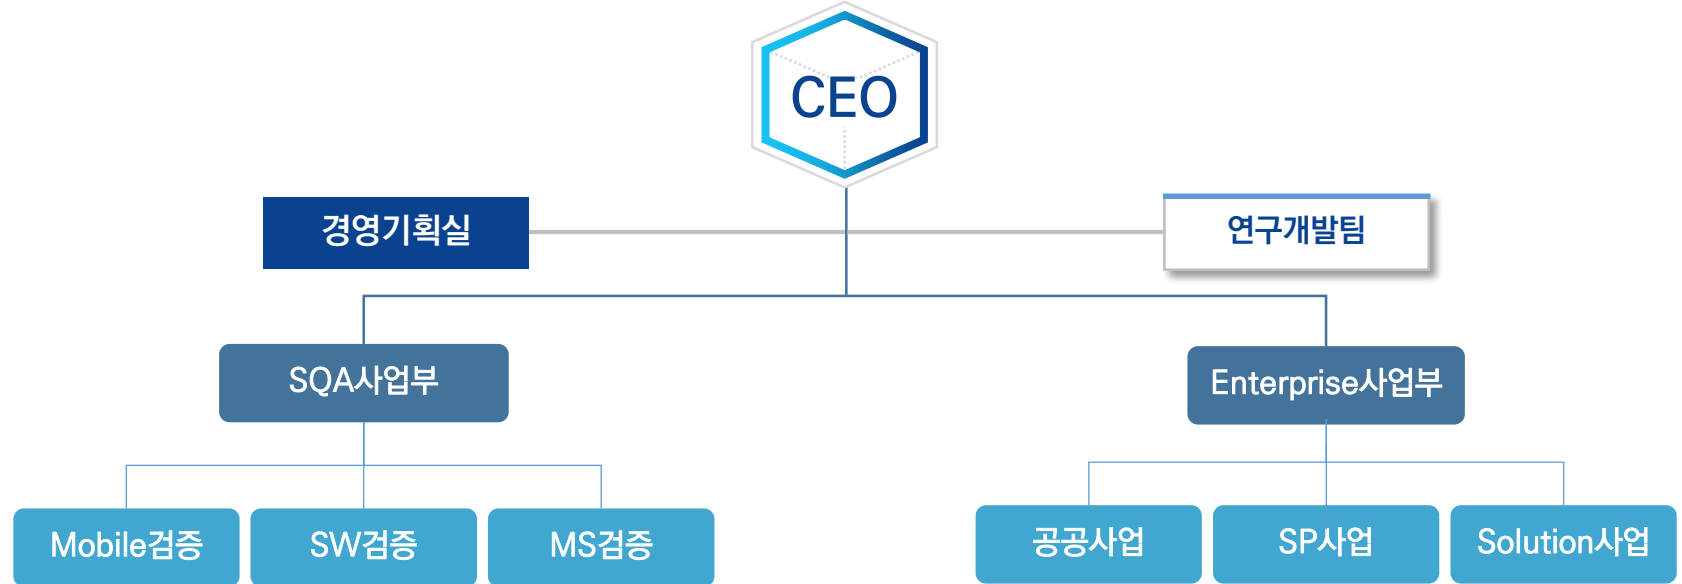 CEO
경영기획실
연구개발팀
SQA사업부
Enterprise사업부
Mobile검증
SW검증
MS검증
공공사업
SP사업
Solution사업